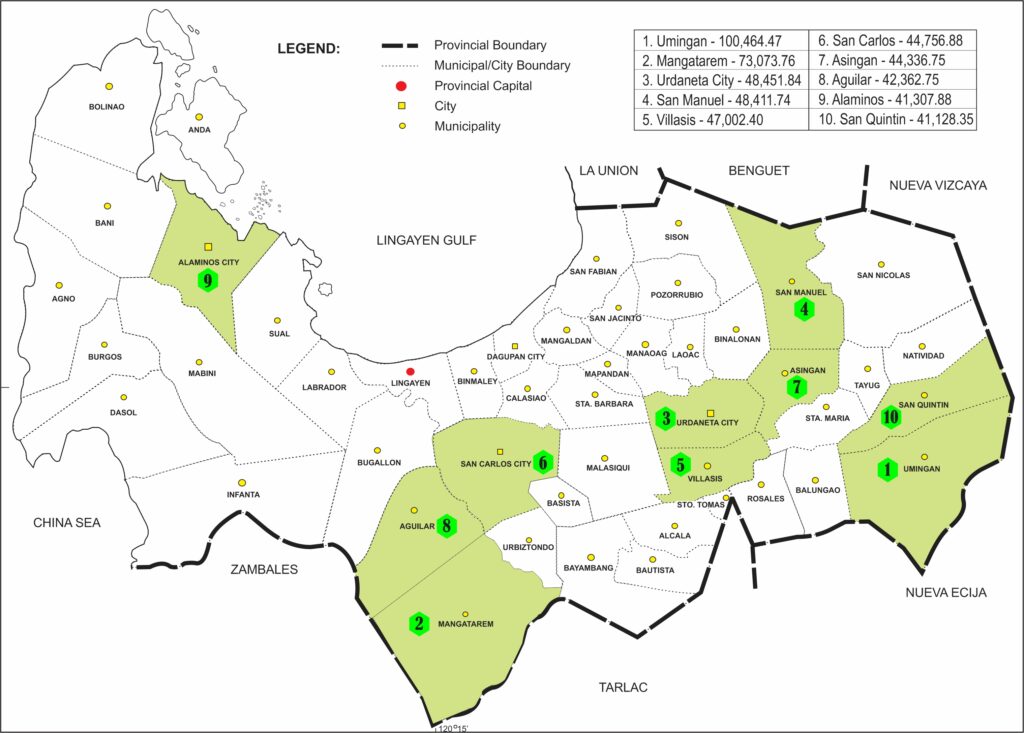 LEGEND:
Provincial Boundary
Municipal/City Boundary
Provincial Capital
City
Municipality
1. Umingan - 100,464.47
2. Mangatarem - 73,073.76
3. Urdaneta City - 48,451.84
4. San Manuel - 48,411.74
5. Villasis - 47,002.40
6. San Carlos - 44,756.88
7. Asingan - 44,336.75
8. Aguilar - 42,362.75
9. Alaminos - 41,307.88
10. San Quintin - 41,128.35
BOLINAO
ANDA
LA UNION
BENGUET
NUEVA VIZCAYA
BANI
LINGAYEN GULF
SISON
ALAMINOS CITY
9
SAN FABIAN
SAN NICOLAS
AGNO
POZORRUBIO
SAN MANUEL
4
SAN JACINTO
SUAL
MANGALDAN
BINALONAN
BURGOS
DAGUPAN CITY
MANAOAG
LAOAC
NATIVIDAD
MABINI
LABRADOR
LINGAYEN
BINMALEY
MAPANDAN
ASINGAN
7
TAYUG
DASOL
CALASIAO
STA. BARBARA
SAN QUINTIN
10
3
URDANETA CITY
STA. MARIA
BUGALLON
SAN CARLOS CITY
6
MALASIQUI
5
VILLASIS
1
UMINGAN
INFANTA
BASISTA
STO. TOMAS
ROSALES
BALUNGAO
CHINA SEA
AGUILAR
8
URBIZTONDO
ALCALA
ZAMBALES
BAYAMBANG
BAUTISTA
NUEVA ECIJA
2
MANGATAREM
TARLAC
120°15'